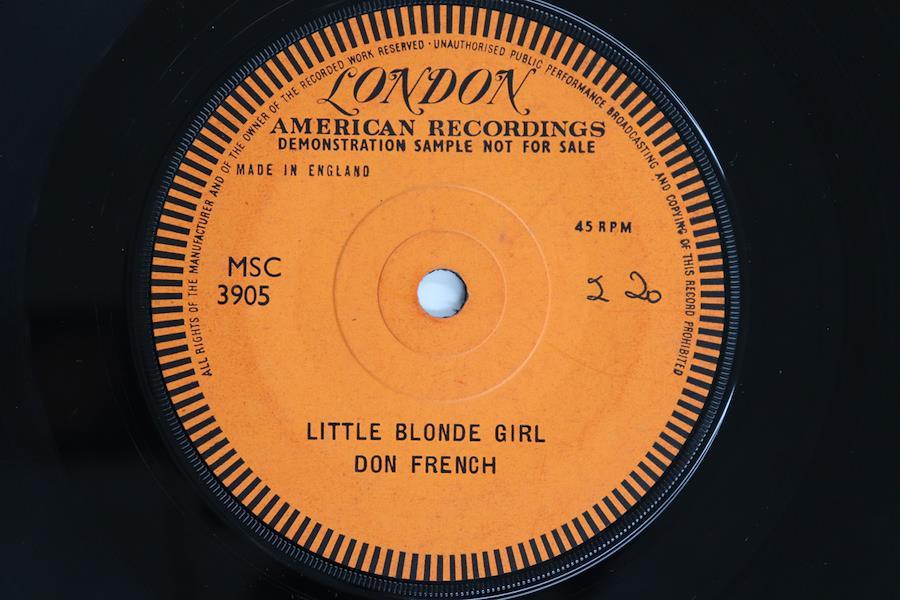 ALL RIGHTS OF THE MANUFACTURER AND OF THE OWNER OF THE RECORDED WORK RESERVED · UNAUTHORISED PUBLIC PERFORMANCE BROADCASTING AND COPYING OF THIS RECORD PROHIBITED
LONDON
AMERICAN RECORDINGS
DEMONSTRATION SAMPLE NOT FOR SALE
MADE IN ENGLAND
45 RPM
MSC
3905
20
LITTLE BLONDE GIRL
DON FRENCH